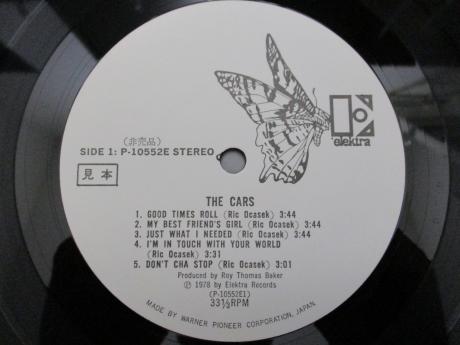 elektra
(非売品)
SIDE 1: P-10552E STEREO
見本
THE CARS
1. GOOD TIMES ROLL (Ric Ocasek) 3:44
2. MY BEST FRIEND'S GIRL (Ric Ocasek) 3:44
3. JUST WHAT I NEEDED (Ric Ocasek) 3:44
4. I'M IN TOUCH WITH YOUR WORLD
(Ric Ocasek) 3:31
5. DON'T CHA STOP (Ric Ocasek) 3:01
Produced by Roy Thomas Baker
Ⓟ 1978 by Elektra Records
(P-10552E1)
33⅓RPM
MADE BY WARNER PIONEER CORPORATION, JAPAN.